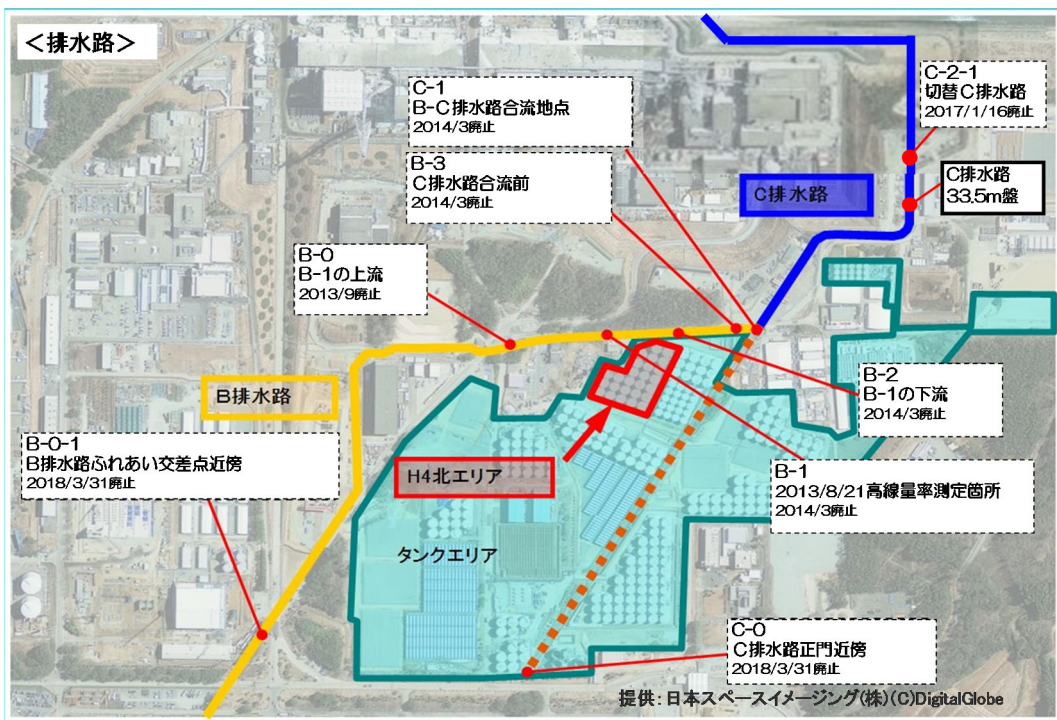 <排水路>
C-1
B-C排水路合流地点
2014/3廃止
C-2-1
切替C排水路
2017/1/16廃止
B-3
C排水路合流前
2014/3廃止
C排水路
C排水路
33.5m盤
B-0
B-1の上流
2013/9廃止
B排水路
B-2
B-1の下流
2014/3廃止
B-0-1
B排水路ふれあい交差点近傍
2018/3/31廃止
H4北エリア
B-1
2013/8/21高線量率測定箇所
2014/3廃止
タンクエリア
C-0
C排水路正門近傍
2018/3/31廃止
提供:日本スペースイメージング(株)(C)DigitalGlobe